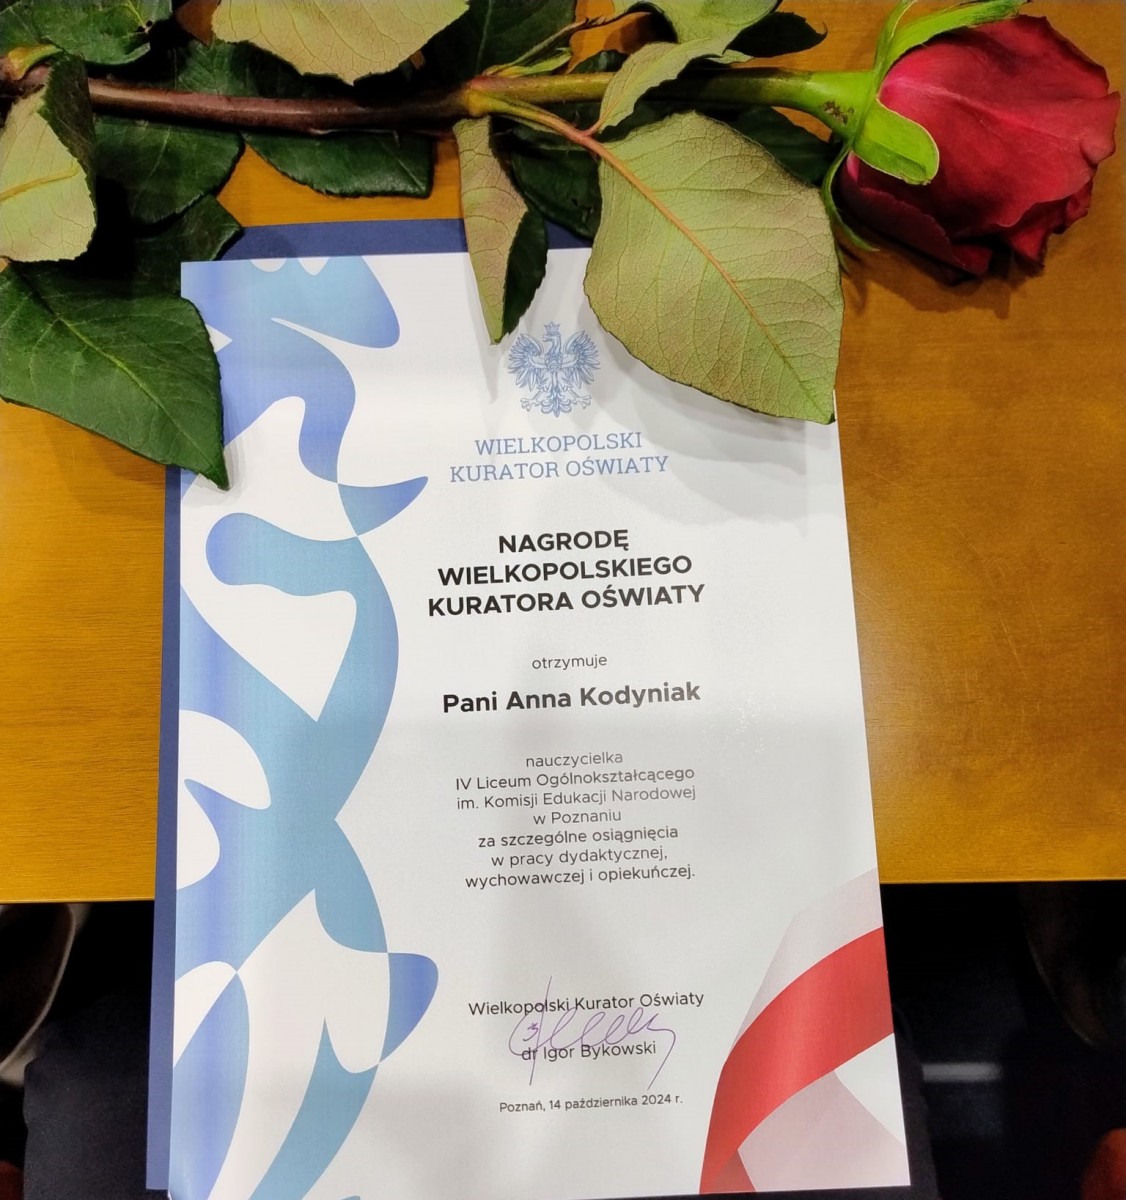 WIELKOPOLSKI
KURATOR OŚWIATY
NAGRODĘ
WIELKOPOLSKIEGO
KURATORA OŚWIATY
otrzymuje
Pani Anna Kodyniak
nauczycielka
IV Liceum Ogólnokształcącego
im. Komisji Edukacji Narodowej
w Poznaniu
za szczególne osiągnięcia
w pracy dydaktycznej,
wychowawczej i opiekuńczej.
Wielkopolski Kurator Oświaty
dr Igor Bykowski
Poznań, 14 października 2024 r.